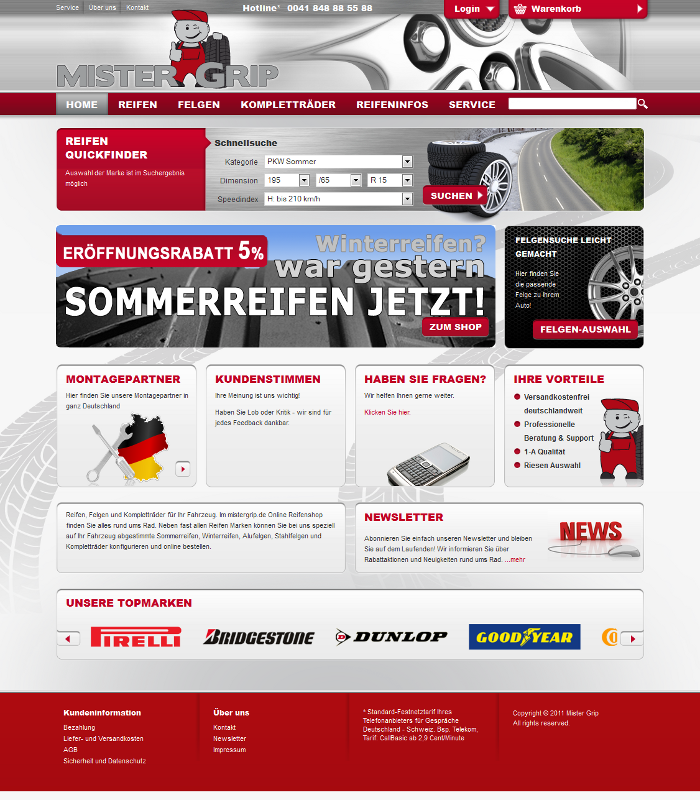 Service Über uns Kontakt
Hotline* 0041 848 88 55 88
Login
Warenkorb
MISTER GRIP
HOME REIFEN FELGEN KOMPLETTRÄDER REIFENINFOS SERVICE
REIFEN
QUICKFINDER
Auswahl der Marke ist im Suchergebnis
möglich
Schnellsuche
Kategorie PKW Sommer
Dimension 195 /65 R 15
Speedindex H: bis 210 km/h
SUCHEN
ERÖFFNUNGSRABATT 5%
Winterreifen?
war gestern
SOMMERREIFEN JETZT!
ZUM SHOP
FELGENSUCHE LEICHT
GEMACHT
Hier finden Sie
die passende
Felge zu Ihrem
Auto!
FELGEN-AUSWAHL
MONTAGEPARTNER
Hier finden Sie unsere Montagepartner in
ganz Deutschland
KUNDENSTIMMEN
Ihre Meinung ist uns wichtig!
Haben Sie Lob oder Kritik - wir sind für
jedes Feedback dankbar.
HABEN SIE FRAGEN?
Wir helfen Ihnen gerne weiter.
Klicken Sie hier.
IHRE VORTEILE
Versandkostenfrei
deutschlandweit
Professionelle
Beratung & Support
1-A Qualität
Riesen Auswahl
Reifen, Felgen und Kompletträder für Ihr Fahrzeug. Im mistergrip.de Online Reifenshop
finden Sie alles rund ums Rad. Neben fast allen Reifen Marken können Sie bei uns speziell
auf Ihr Fahrzeug abgestimmte Sommerreifen, Winterreifen, Alufelgen, Stahlfelgen und
Kompletträder konfigurieren und online bestellen.
NEWSLETTER
Abonnieren Sie einfach unseren Newsletter und bleiben
Sie auf dem Laufenden! Wir informieren Sie über
Rabattaktionen und Neuigkeiten rund ums Rad. ...mehr
NEWS
UNSERE TOPMARKEN
PIRELLI BRIDGESTONE DUNLOP GOODYEAR
Kundeninformation
Bezahlung
Liefer- und Versandkosten
AGB
Sicherheit und Datenschutz
Über uns
Kontakt
Newsletter
Impressum
* Standard-Festnetztarif Ihres
Telefonanbieters für Gespräche
Deutschland - Schweiz. Bsp. Telekom,
Tarif: CallBasic ab 2,9 Cent/Minute
Copyright © 2011 Mister Grip
All rights reserved.